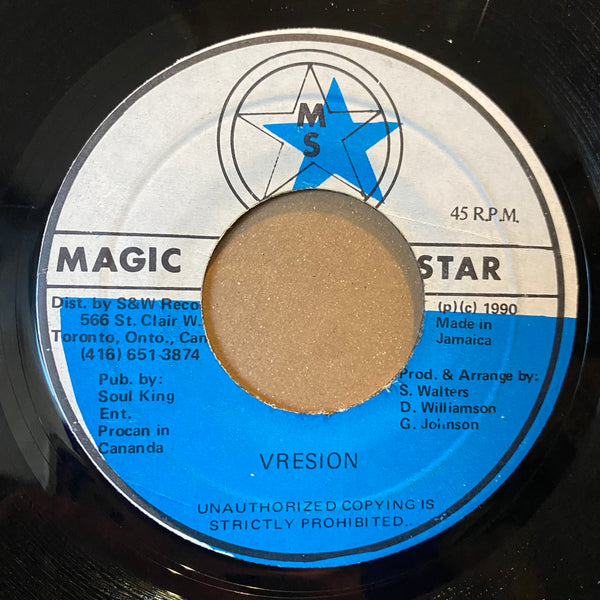 M
S
45 R.P.M.
MAGIC STAR
Dist. by S&W Reco
566 St. Clair W.
Toronto, Onto., Can
(416) 651-3874
(p)(c) 1990
Made in
Jamaica
Pub. by:
Soul King
Ent.
Procan in
Cananda
Prod. & Arrange by:
S. Walters
D. Williamson
G. Johnson
VRESION
UNAUTHORIZED COPYING IS
STRICTLY PROHIBITED..